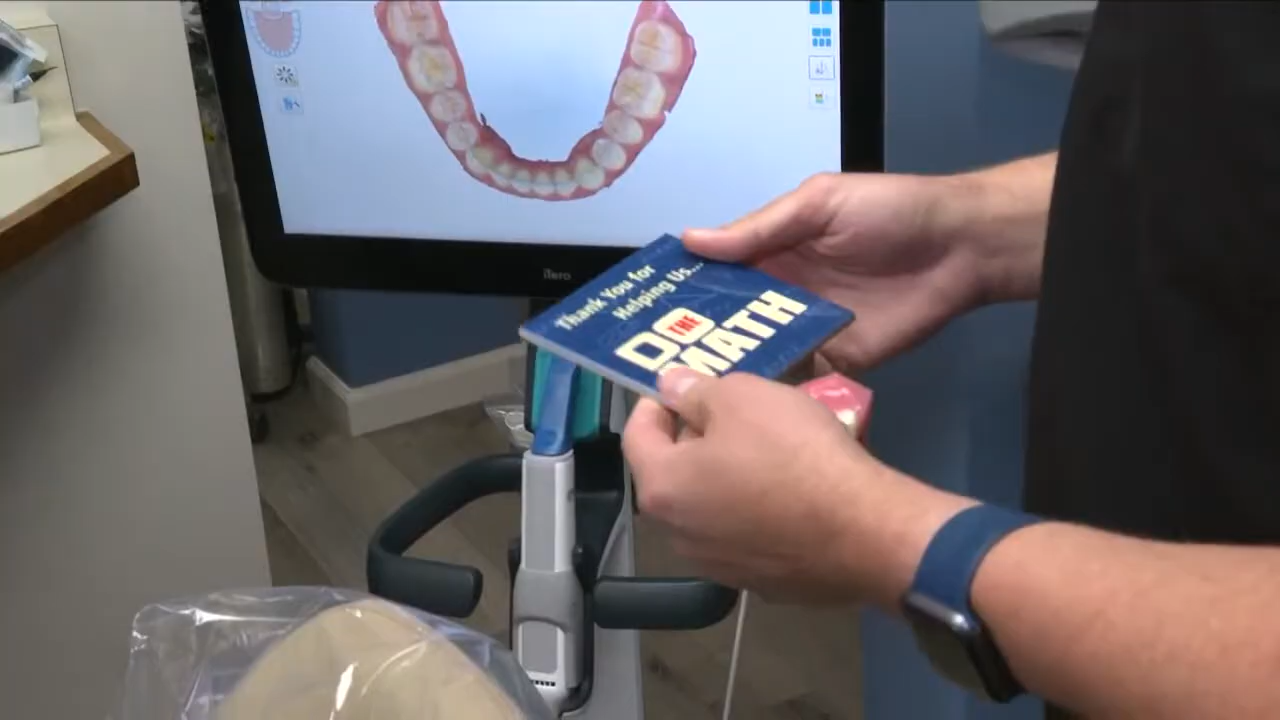 iTero
Thank You for
Helping Us...
DO THE
MATH